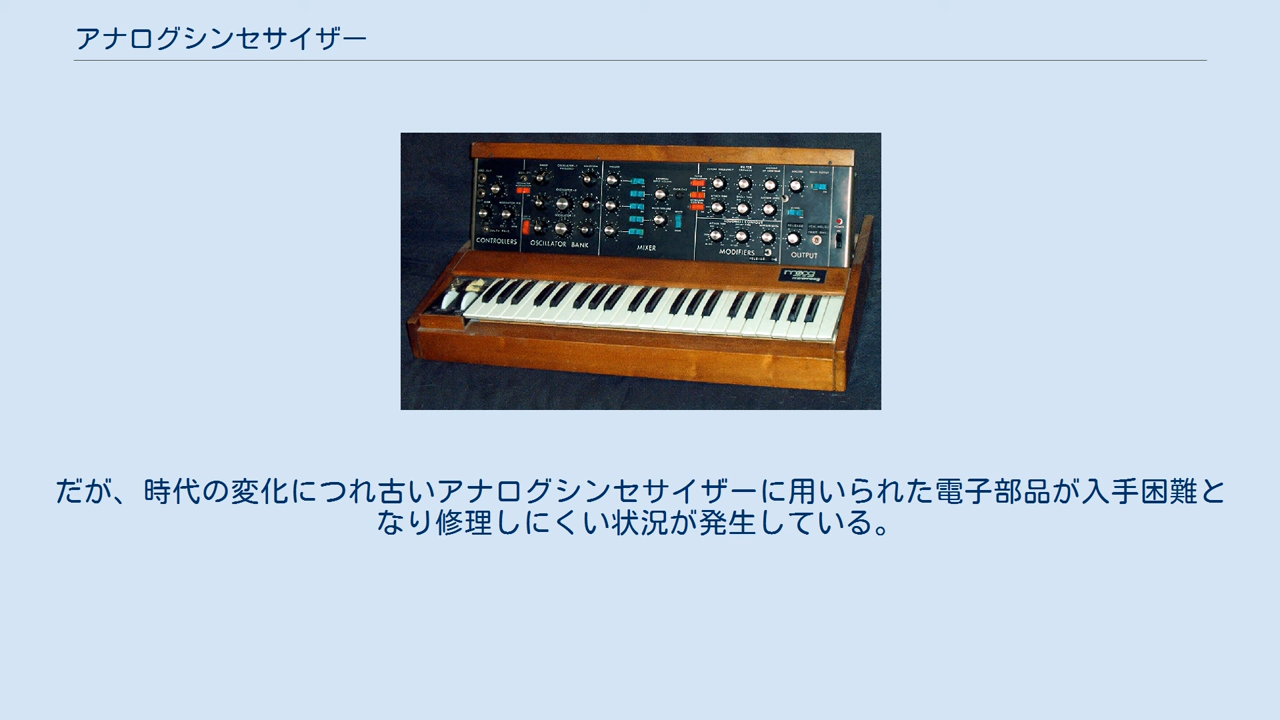 アナログシンセサイザー
CONTROLLERS
OSCILLATOR BANK
MIXER
MODIFIERS
OUTPUT
moog
だが、時代の変化につれ古いアナログシンセサイザーに用いられた電子部品が入手困難と
なり修理しにくい状況が発生している。